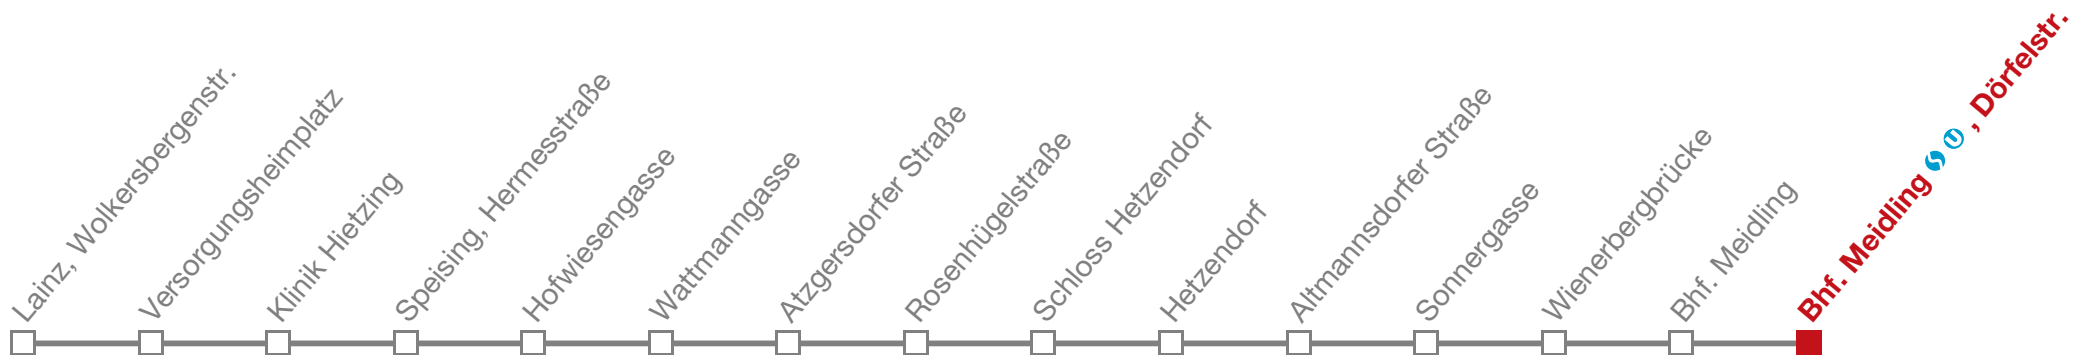 Lainz, Wolkersbergenstr.
Versorgungsheimplatz
Klinik Hietzing
Speising, Hermesstraße
Hofwiesengasse
Wattmanngasse
Atzgersdorfer Straße
Rosenhügelstraße
Schloss Hetzendorf
Hetzendorf
Altmannsdorfer Straße
Sonnergasse
Wienerbergbrücke
Bhf. Meidling
Bhf. Meidling S U , Dörfelstr.